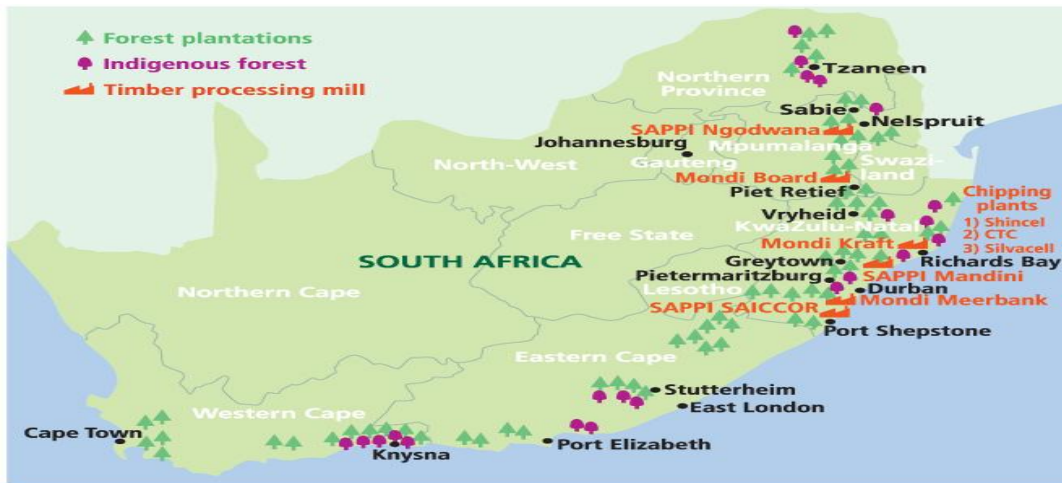 Forest plantations
Indigenous forest
Timber processing mill
Northern
Province
Tzaneen
Sabie
Nelspruit
SAPPI Ngodwana
Johannesburg
Mpumalanga
North-West
Gauteng
Swazi-
land
Mondi Board
Piet Retief
Chipping
plants
1) Shincel
2) CTC
3) Silvacell
Vryheid
KwaZulu-Natal
Free State
Mondi Kraft
SOUTH AFRICA
Greytown
Richards Bay
Pietermaritzburg
SAPPI Mandini
Lesotho
Durban
Northern Cape
Mondi Meerbank
SAPPI SAICCOR
Port Shepstone
Eastern Cape
Stutterheim
East London
Western Cape
Cape Town
Port Elizabeth
Knysna